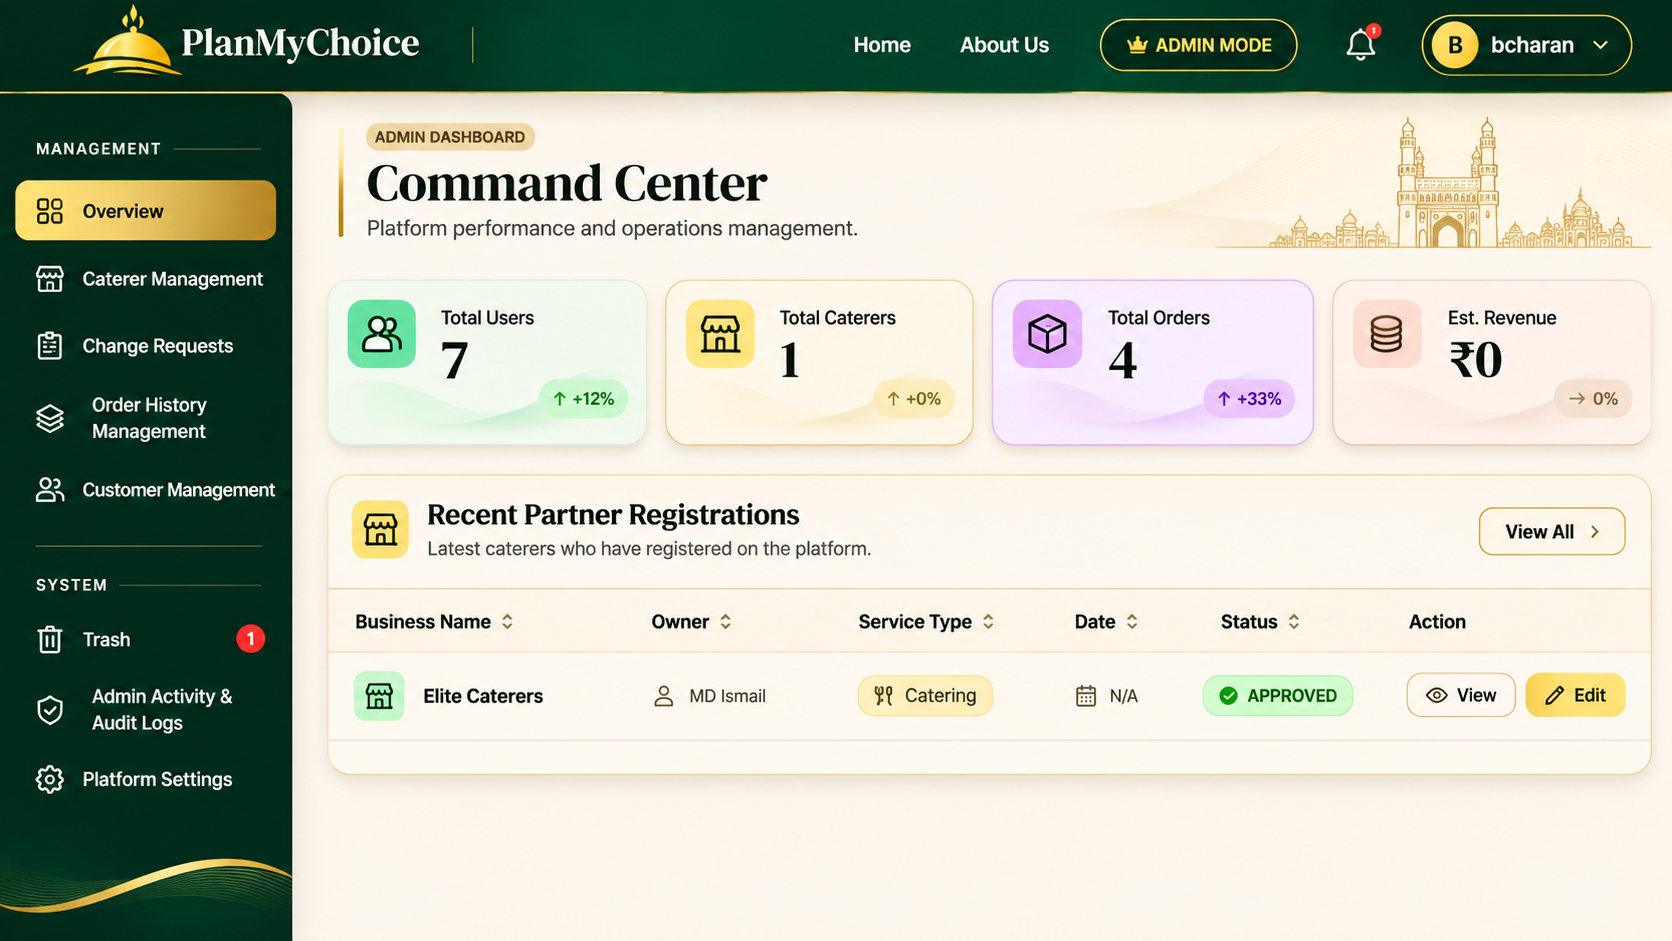 PlanMyChoice
Home
About Us
ADMIN MODE
1
B
bcharan
MANAGEMENT
Overview
Caterer Management
Change Requests
Order History
Management
Customer Management
SYSTEM
Trash
1
Admin Activity &
Audit Logs
Platform Settings
ADMIN DASHBOARD
Command Center
Platform performance and operations management.
Total Users
7
+12%
Total Caterers
1
+0%
Total Orders
4
+33%
Est. Revenue
₹0
0%
Recent Partner Registrations
Latest caterers who have registered on the platform.
View All
Business Name
Owner
Service Type
Date
Status
Action
Elite Caterers
MD Ismail
Catering
N/A
APPROVED
View
Edit